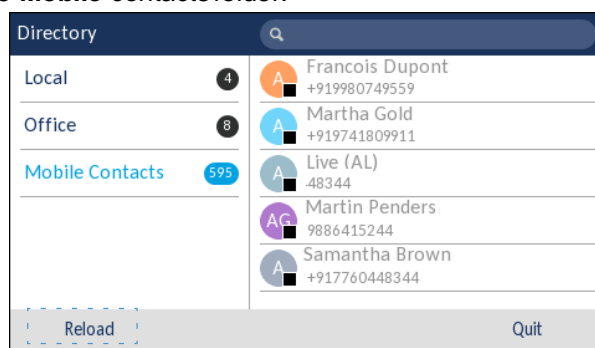 Directory
Local 4
Office 8
Mobile Contacts 595
A Francois Dupont
+919980749559
A Martha Gold
+919741809911
A Live (AL)
48344
AG Martin Penders
9886415244
A Samantha Brown
+917760448344
Reload Quit